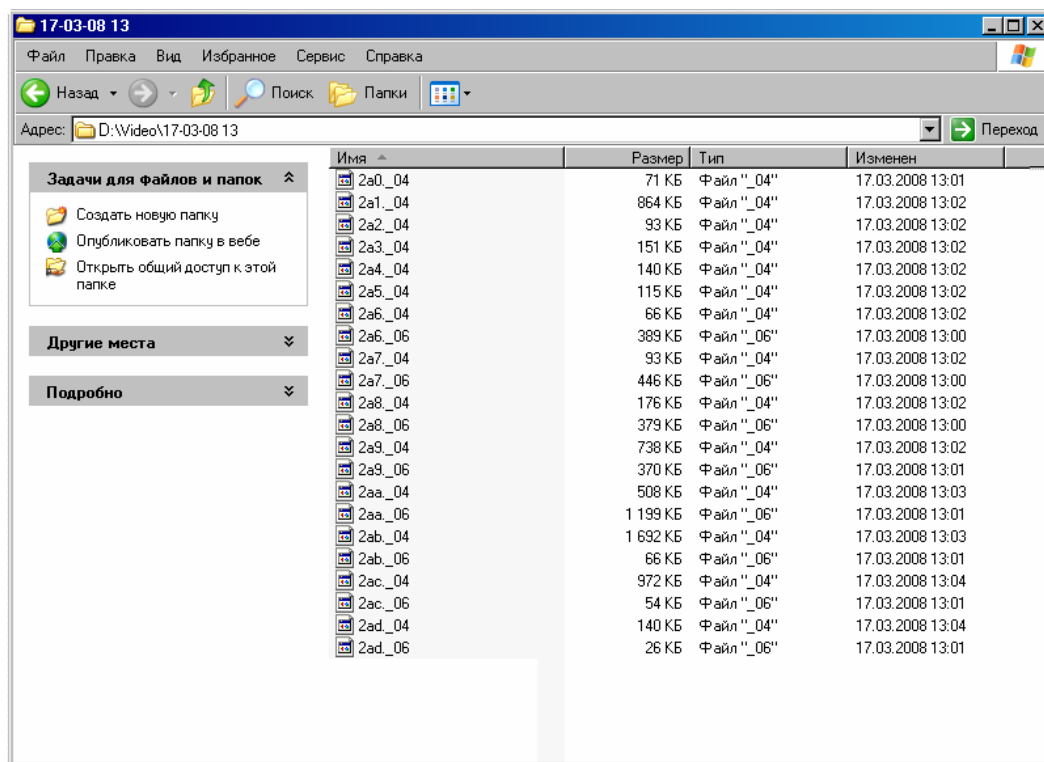 17-03-08 13
Файл Правка Вид Избранное Сервис Справка
Назад Поиск Папки
Адрес: D:\Video\17-03-08 13 Переход
Задачи для файлов и папок
Создать новую папку
Опубликовать папку в вебе
Открыть общий доступ к этой
папке
Другие места
Подробно
Имя Размер Тип Изменен
2a0._04 71 КБ Файл "_04" 17.03.2008 13:01
2a1._04 864 КБ Файл "_04" 17.03.2008 13:02
2a2._04 93 КБ Файл "_04" 17.03.2008 13:02
2a3._04 151 КБ Файл "_04" 17.03.2008 13:02
2a4._04 140 КБ Файл "_04" 17.03.2008 13:02
2a5._04 115 КБ Файл "_04" 17.03.2008 13:02
2a6._04 66 КБ Файл "_04" 17.03.2008 13:02
2a6._06 389 КБ Файл "_06" 17.03.2008 13:00
2a7._04 93 КБ Файл "_04" 17.03.2008 13:02
2a7._06 446 КБ Файл "_06" 17.03.2008 13:00
2a8._04 176 КБ Файл "_04" 17.03.2008 13:02
2a8._06 379 КБ Файл "_06" 17.03.2008 13:00
2a9._04 738 КБ Файл "_04" 17.03.2008 13:02
2a9._06 370 КБ Файл "_06" 17.03.2008 13:01
2aa._04 508 КБ Файл "_04" 17.03.2008 13:03
2aa._06 1 199 КБ Файл "_06" 17.03.2008 13:01
2ab._04 1 692 КБ Файл "_04" 17.03.2008 13:03
2ab._06 66 КБ Файл "_06" 17.03.2008 13:01
2ac._04 972 КБ Файл "_04" 17.03.2008 13:04
2ac._06 54 КБ Файл "_06" 17.03.2008 13:01
2ad._04 140 КБ Файл "_04" 17.03.2008 13:04
2ad._06 26 КБ Файл "_06" 17.03.2008 13:01